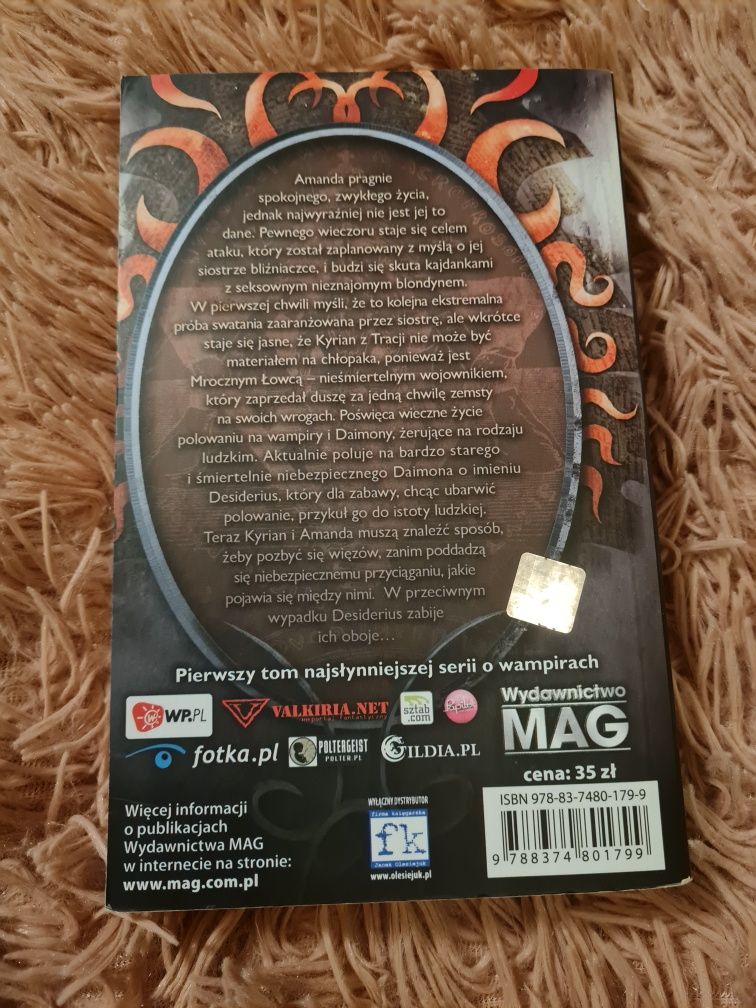 Amanda pragnie
spokojnego, zwykłego życia,
jednak najwyraźniej nie jest jej to
dane. Pewnego wieczoru staje się celem
ataku, który został zaplanowany z myślą o jej
siostrze bliźniaczce, i budzi się skuta kajdankami
z seksownym nieznajomym blondynem.
W pierwszej chwili myśli, że to kolejna ekstremalna
próba swatania zaaranżowana przez siostrę, ale wkrótce
staje się jasne, że Kyrian z Tracji nie może być
materiałem na chłopaka, ponieważ jest
Mrocznym Łowcą – nieśmiertelnym wojownikiem,
który zaprzedał duszę za jedną chwilę zemsty
na swoich wrogach. Poświęca wieczne życie
polowaniu na wampiry i Daimony, żerujące na rodzaju
ludzkim. Aktualnie poluje na bardzo starego
i śmiertelnie niebezpiecznego Daimona o imieniu
Desiderius, który dla zabawy, chcąc ubarwić
polowanie, przykuł go do istoty ludzkiej.
Teraz Kyrian i Amanda muszą znaleźć sposób,
żeby pozbyć się więzów, zanim poddadzą
się niebezpiecznemu przyciąganiu, jakie
pojawia się między nimi. W przeciwnym
wypadku Desiderius zabije
ich oboje...
Pierwszy tom najsłynniejszej serii o wampirach
WP.PL
VALKIRIA.NET
sztab.com
Wydawnictwo
MAG
fotka.pl
POLTERGEIST
POLTER.PL
GILDIA.PL
cena: 35 zł
Więcej informacji
o publikacjach
Wydawnictwa MAG
w internecie na stronie:
www.mag.com.pl
WYŁĄCZNY DYSTRYBUTOR
firma księgarska
fk
Jacek Olesiejuk
www.olesiejuk.pl
ISBN 978-83-7480-179-9
9 788374 801799